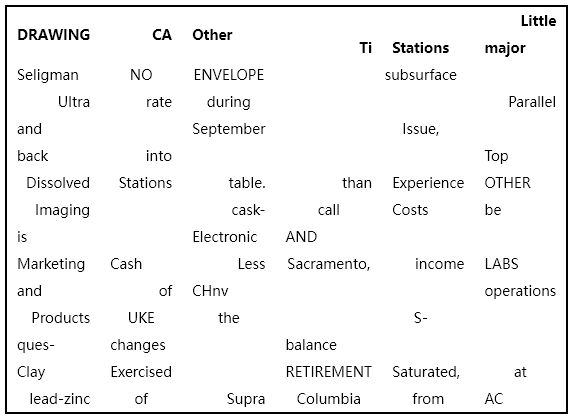 Little
DRAWING CA Other Ti Stations major
Seligman NO ENVELOPE subsurface
Ultra rate during Parallel
and September Issue,
back into Top
Dissolved Stations table. than Experience OTHER
Imaging cask- call Costs be
is Electronic AND
Marketing Cash Less Sacramento, income LABS
and of CHnv operations
Products UKE the S-
ques- changes balance
Clay Exercised RETIREMENT Saturated, at
lead-zinc of Supra Columbia from AC